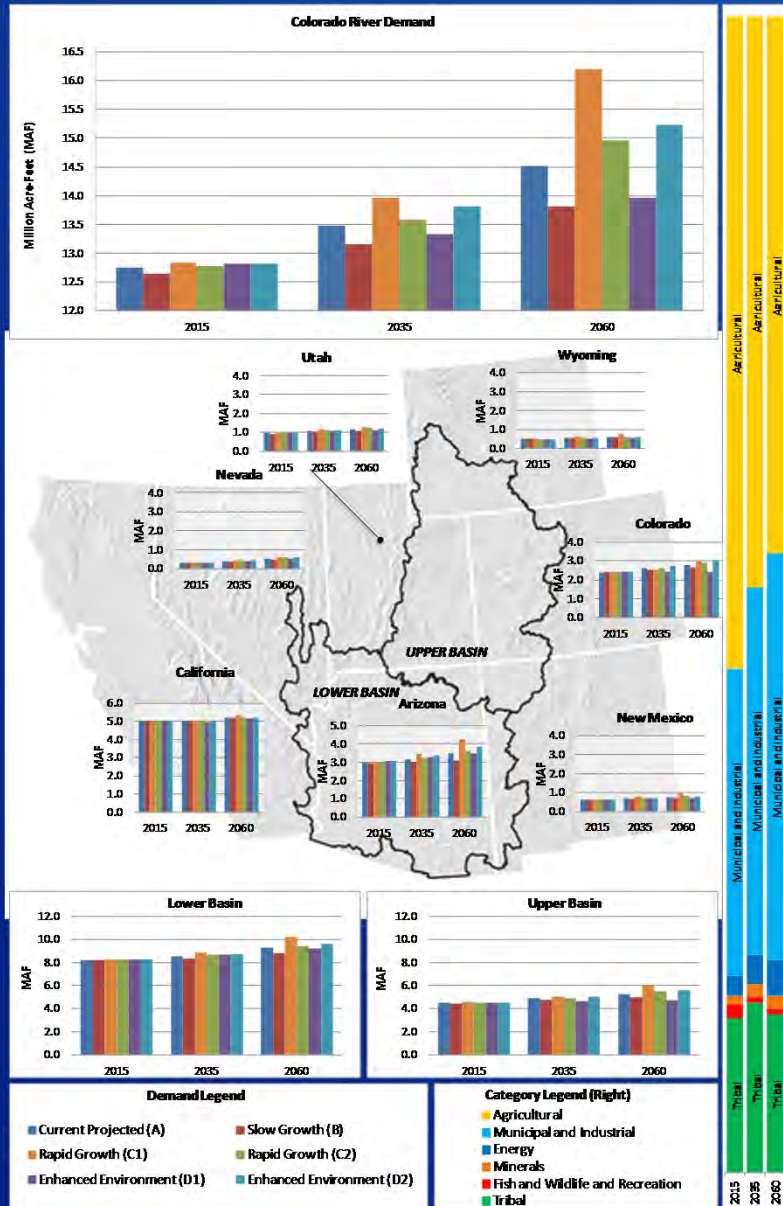 Colorado River Demand
Million Acre-Feet (MAF)
16.5
16.0
15.5
15.0
14.5
14.0
13.5
13.0
12.5
12.0
2015 2035 2060
Utah
MAF
4.0
3.0
2.0
1.0
0.0
2015 2035 2060
Wyoming
MAF
4.0
3.0
2.0
1.0
0.0
2015 2035 2060
Nevada
MAF
4.0
3.0
2.0
1.0
0.0
2015 2035 2060
Colorado
MAF
4.0
3.0
2.0
1.0
0.0
2015 2035 2060
UPPER BASIN
LOWER BASIN
California
MAF
6.0
5.0
4.0
3.0
2.0
1.0
0.0
2015 2035 2060
Arizona
MAF
5.0
4.0
3.0
2.0
1.0
0.0
2015 2035 2060
New Mexico
MAF
4.0
3.0
2.0
1.0
0.0
2015 2035 2060
Lower Basin
MAF
12.0
10.0
8.0
6.0
4.0
2.0
0.0
2015 2035 2060
Upper Basin
MAF
12.0
10.0
8.0
6.0
4.0
2.0
0.0
2015 2035 2060
Demand Legend
Current Projected (A) Slow Growth (B)
Rapid Growth (C1) Rapid Growth (C2)
Enhanced Environment (D1) Enhanced Environment (D2)
Category Legend (Right)
Agricultural
Municipal and Industrial
Energy
Minerals
Fish and Wildlife and Recreation
Tribal
Agricultural
Municipal and Industrial
Tribal
2015
Agricultural
Municipal and Industrial
Tribal
2035
Agricultural
Municipal and Industrial
Tribal
2060